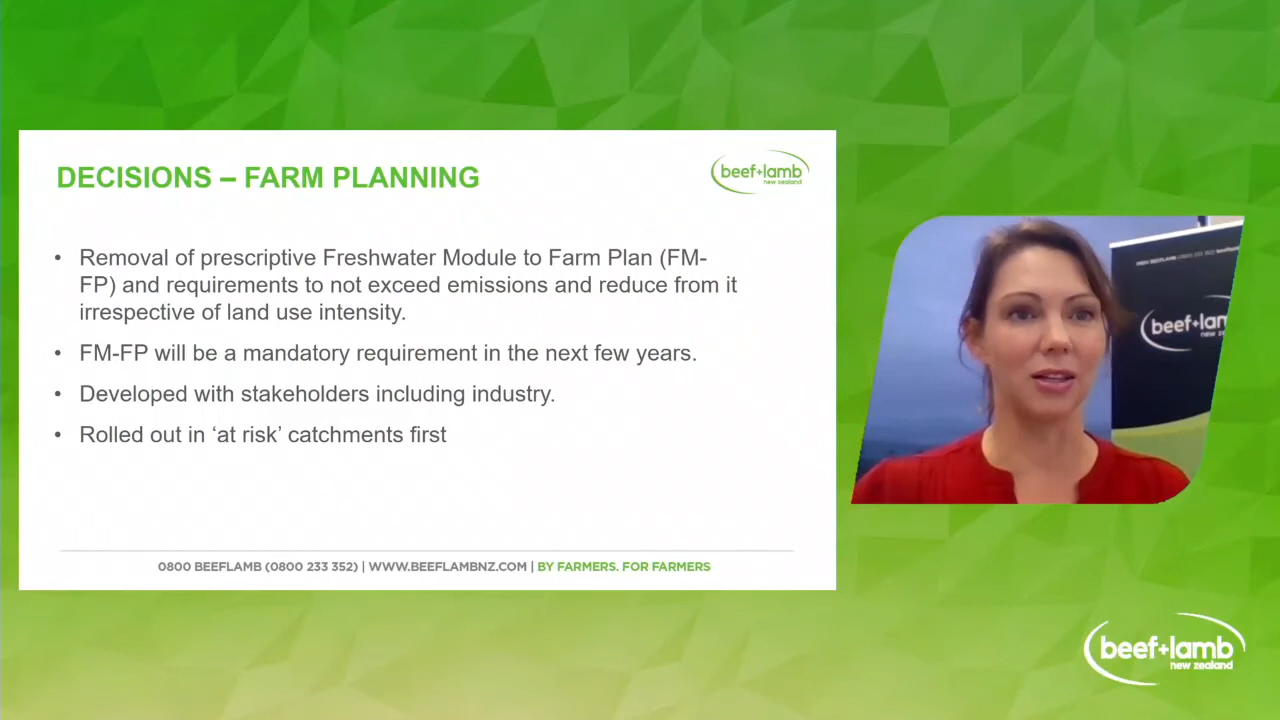 DECISIONS – FARM PLANNING
beef+lamb
new zealand
• Removal of prescriptive Freshwater Module to Farm Plan (FM-
FP) and requirements to not exceed emissions and reduce from it
irrespective of land use intensity.
• FM-FP will be a mandatory requirement in the next few years.
• Developed with stakeholders including industry.
• Rolled out in ‘at risk’ catchments first
0800 BEEFLAMB (0800 233 352) | WWW.BEEFLAMBNZ.COM | BY FARMERS. FOR FARMERS
beef+lam
beef+lamb
new zealand